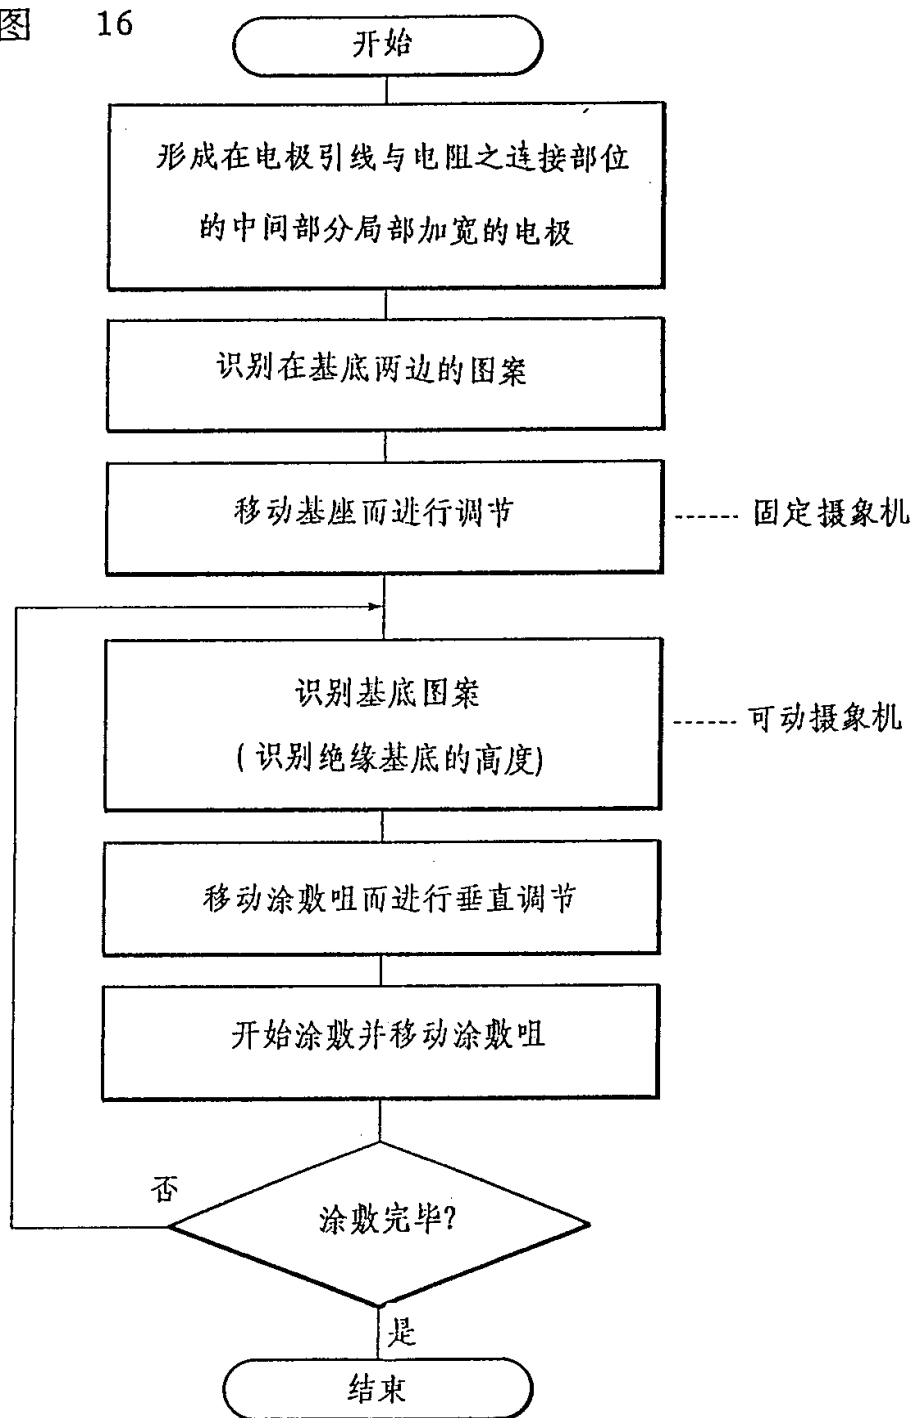 图 16
开始
形成在电极引线与电阻之连接部位
的中间部分局部加宽的电极
识别在基底两边的图案
移动基座而进行调节
------ 固定摄象机
识别基底图案
(识别绝缘基底的高度)
------ 可动摄象机
移动涂敷咀而进行垂直调节
开始涂敷并移动涂敷咀
否
涂敷完毕?
是
结束